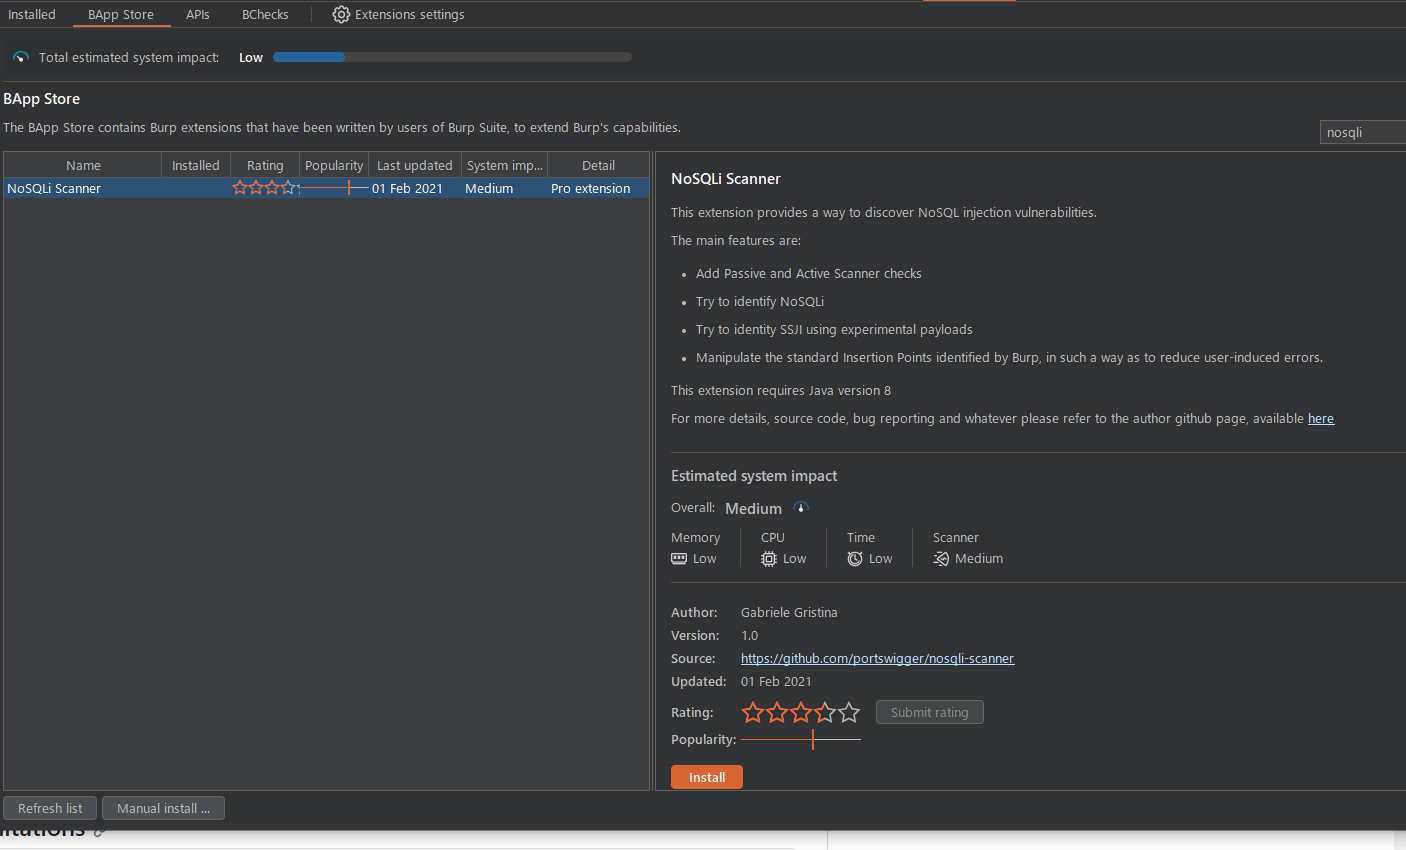 Installed BApp Store APIs BChecks Extensions settings
Total estimated system impact: Low
BApp Store
The BApp Store contains Burp extensions that have been written by users of Burp Suite, to extend Burp's capabilities.
nosqli
Name Installed Rating Popularity Last updated System imp... Detail
NoSQLi Scanner 01 Feb 2021 Medium Pro extension
NoSQLi Scanner
This extension provides a way to discover NoSQL injection vulnerabilities.
The main features are:
• Add Passive and Active Scanner checks
• Try to identify NoSQLi
• Try to identity SSJI using experimental payloads
• Manipulate the standard Insertion Points identified by Burp, in such a way as to reduce user-induced errors.
This extension requires Java version 8
For more details, source code, bug reporting and whatever please refer to the author github page, available here
Estimated system impact
Overall: Medium
Memory CPU Time Scanner
Low Low Low Medium
Author: Gabriele Gristina
Version: 1.0
Source: https://github.com/portswigger/nosqli-scanner
Updated: 01 Feb 2021
Rating: Submit rating
Popularity:
Install
Refresh list Manual install ...